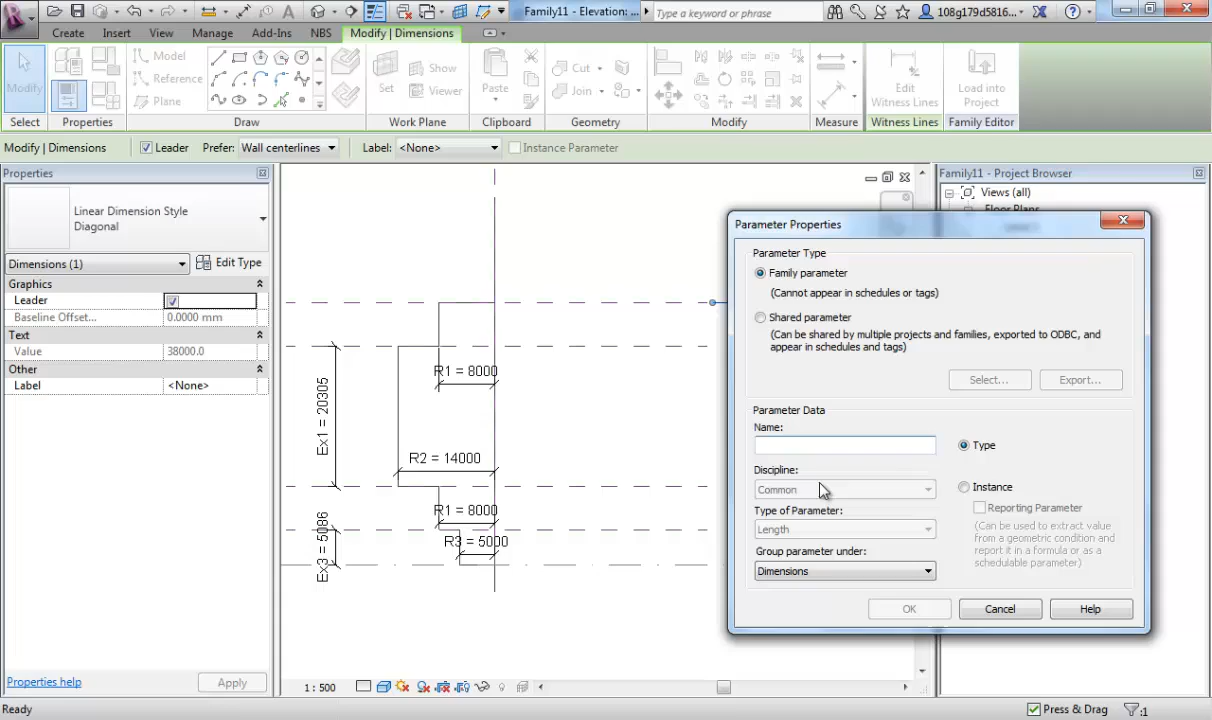 Family11 - Elevation: ...
Type a keyword or phrase
108g179d5816...
Create
Insert
View
Manage
Add-Ins
NBS
Modify | Dimensions
Modify
Model
Reference
Plane
Set
Show
Viewer
Paste
Cut
Join
Edit
Witness Lines
Load into
Project
Select
Properties
Draw
Work Plane
Clipboard
Geometry
Modify
Measure
Witness Lines
Family Editor
Modify | Dimensions
Leader
Prefer:
Wall centerlines
Label:
<None>
Instance Parameter
Properties
Linear Dimension Style
Diagonal
Dimensions (1)
Edit Type
Graphics
Leader
Baseline Offset...
0.0000 mm
Text
Value
38000.0
Other
Label
<None>
Properties help
Apply
R1 = 8000
Ex1 = 20305
R2 = 14000
R1 = 8000
R3 = 5000
Ex3 = 5086
1 : 500
Family11 - Project Browser
Views (all)
Floor Plans
Parameter Properties
Parameter Type
Family parameter
(Cannot appear in schedules or tags)
Shared parameter
(Can be shared by multiple projects and families, exported to ODBC, and
appear in schedules and tags)
Select...
Export...
Parameter Data
Name:
Type
Discipline:
Common
Instance
Reporting Parameter
Type of Parameter:
(Can be used to extract value
from a geometric condition and
report it in a formula or as a
schedulable parameter)
Length
Group parameter under:
Dimensions
OK
Cancel
Help
Ready
Press & Drag
:1